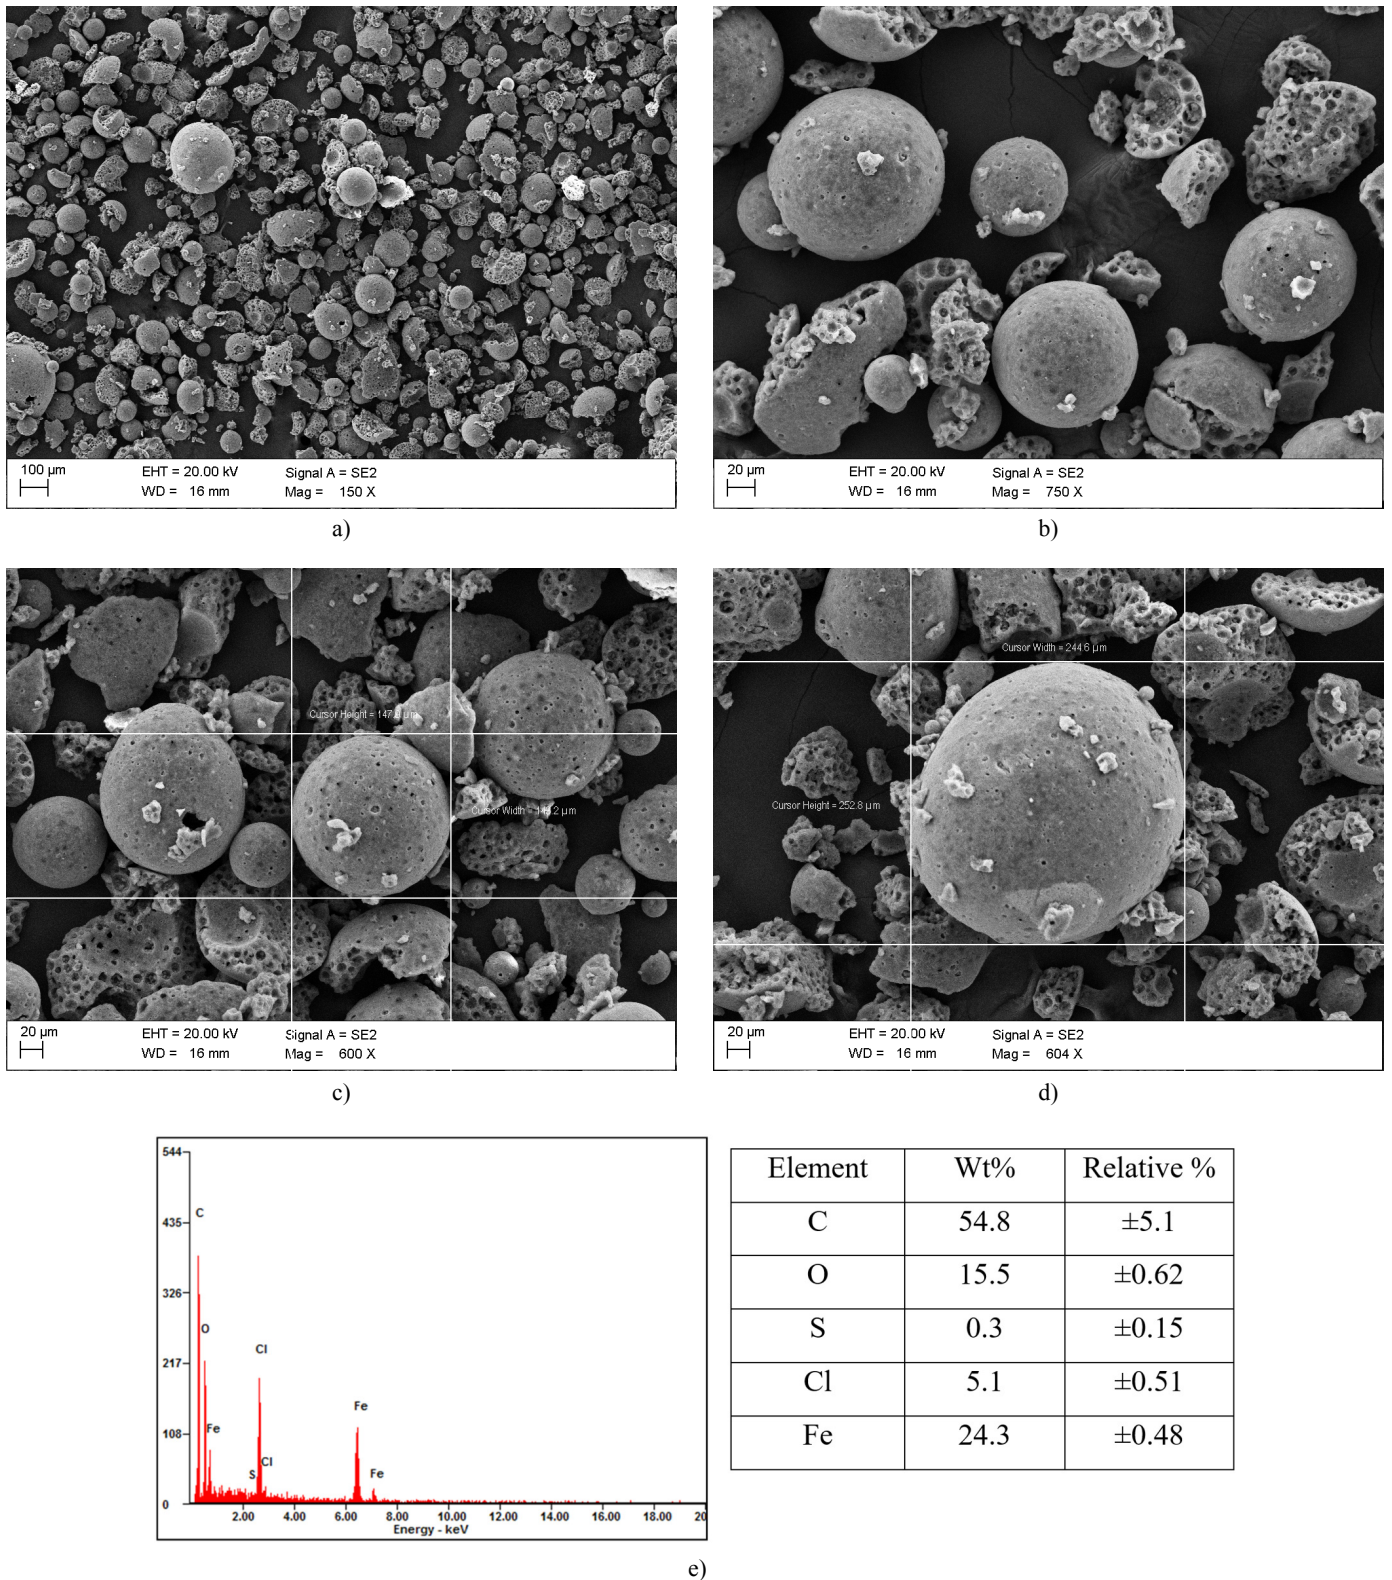 100 µm
EHT = 20.00 kV
Signal A = SE2
WD = 16 mm
Mag = 150 X
a)
20 µm
EHT = 20.00 kV
Signal A = SE2
WD = 16 mm
Mag = 750 X
b)
Cursor Height = µm
Cursor Width = µm
20 µm
EHT = 20.00 kV
Signal A = SE2
WD = 16 mm
Mag = 600 X
c)
Cursor Width = 244.6 µm
Cursor Height = 252.8 µm
20 µm
EHT = 20.00 kV
Signal A = SE2
WD = 16 mm
Mag = 604 X
d)
544
435
326
217
108
0
C
O
Fe
S
Cl
Cl
Fe
Fe
2.00 4.00 6.00 8.00 10.00 12.00 14.00 16.00 18.00 20
Energy - keV
Element Wt% Relative %
C 54.8 ±5.1
O 15.5 ±0.62
S 0.3 ±0.15
Cl 5.1 ±0.51
Fe 24.3 ±0.48
e)